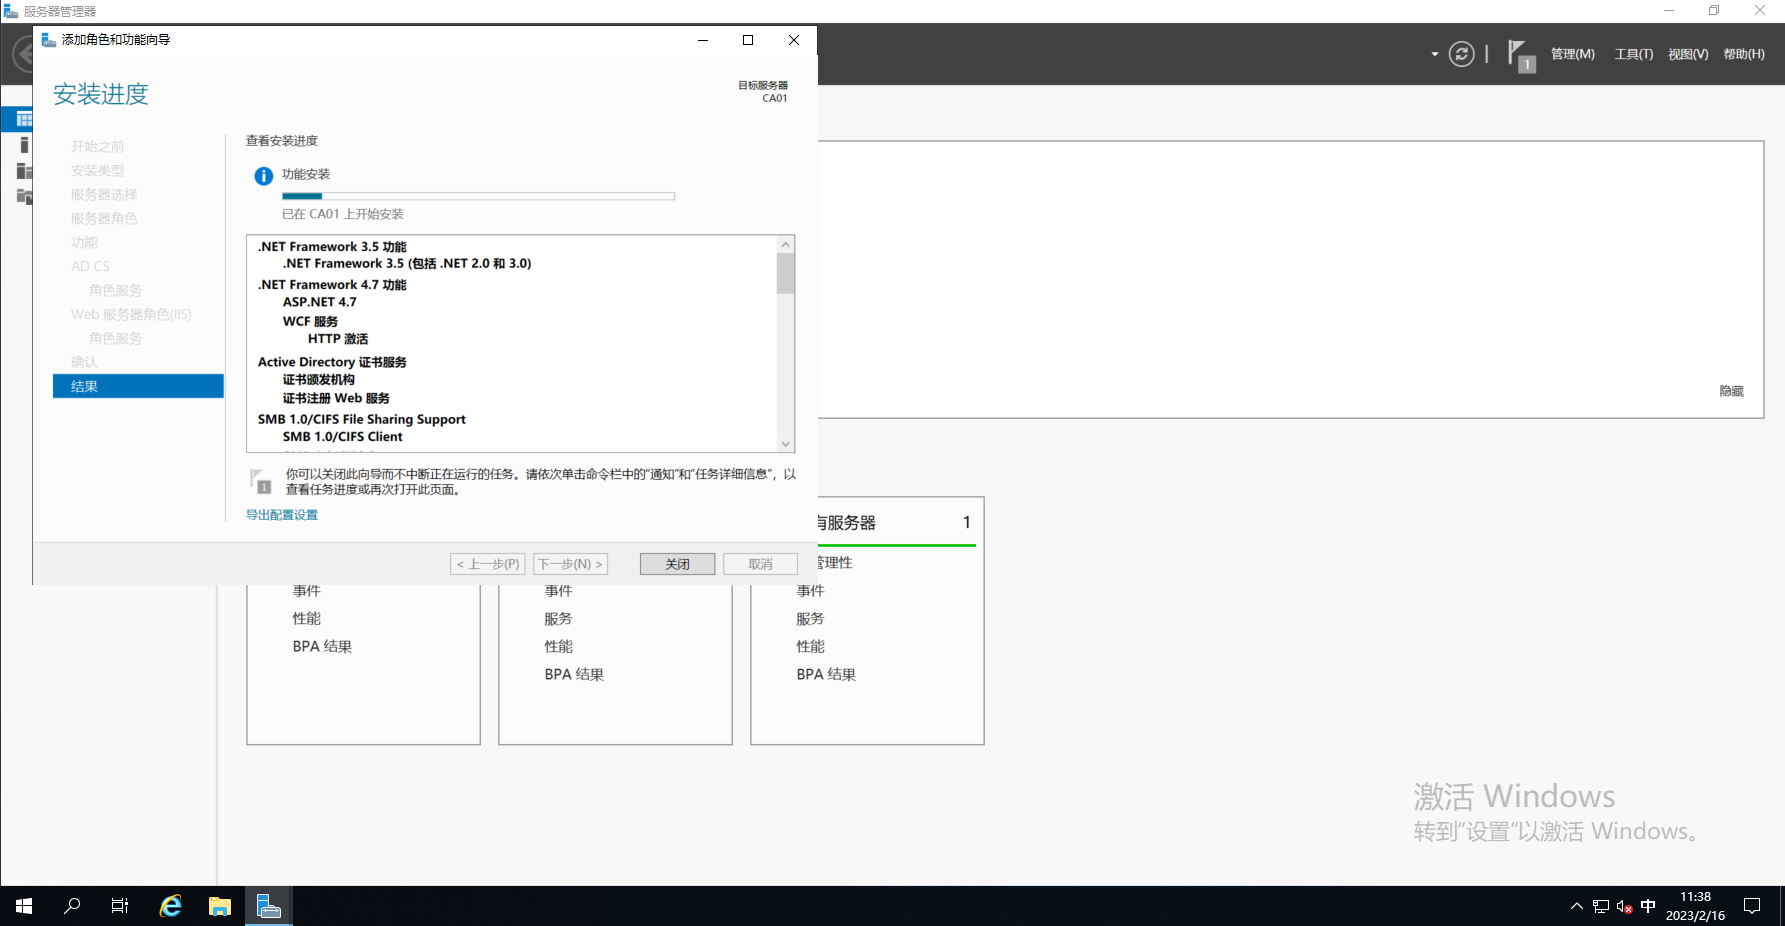 服务器管理器
添加角色和功能向导
管理(M) 工具(T) 视图(V) 帮助(H)
1
安装进度
目标服务器
CA01
开始之前
安装类型
服务器选择
服务器角色
功能
AD CS
角色服务
Web 服务器角色(IIS)
角色服务
确认
结果
查看安装进度
功能安装
已在 CA01 上开始安装
.NET Framework 3.5 功能
.NET Framework 3.5 (包括 .NET 2.0 和 3.0)
.NET Framework 4.7 功能
ASP.NET 4.7
WCF 服务
HTTP 激活
Active Directory 证书服务
证书颁发机构
证书注册 Web 服务
SMB 1.0/CIFS File Sharing Support
SMB 1.0/CIFS Client
1
你可以关闭此向导而不中断正在运行的任务。请依次单击命令栏中的“通知”和“任务详细信息”，以
查看任务进度或再次打开此页面。
导出配置设置
< 上一步(P) 下一步(N) > 关闭 取消
隐藏
有服务器 1
管理性
事件
性能
BPA 结果
事件
服务
性能
BPA 结果
事件
服务
性能
BPA 结果
激活 Windows
转到“设置”以激活 Windows。
中
11:38
2023/2/16